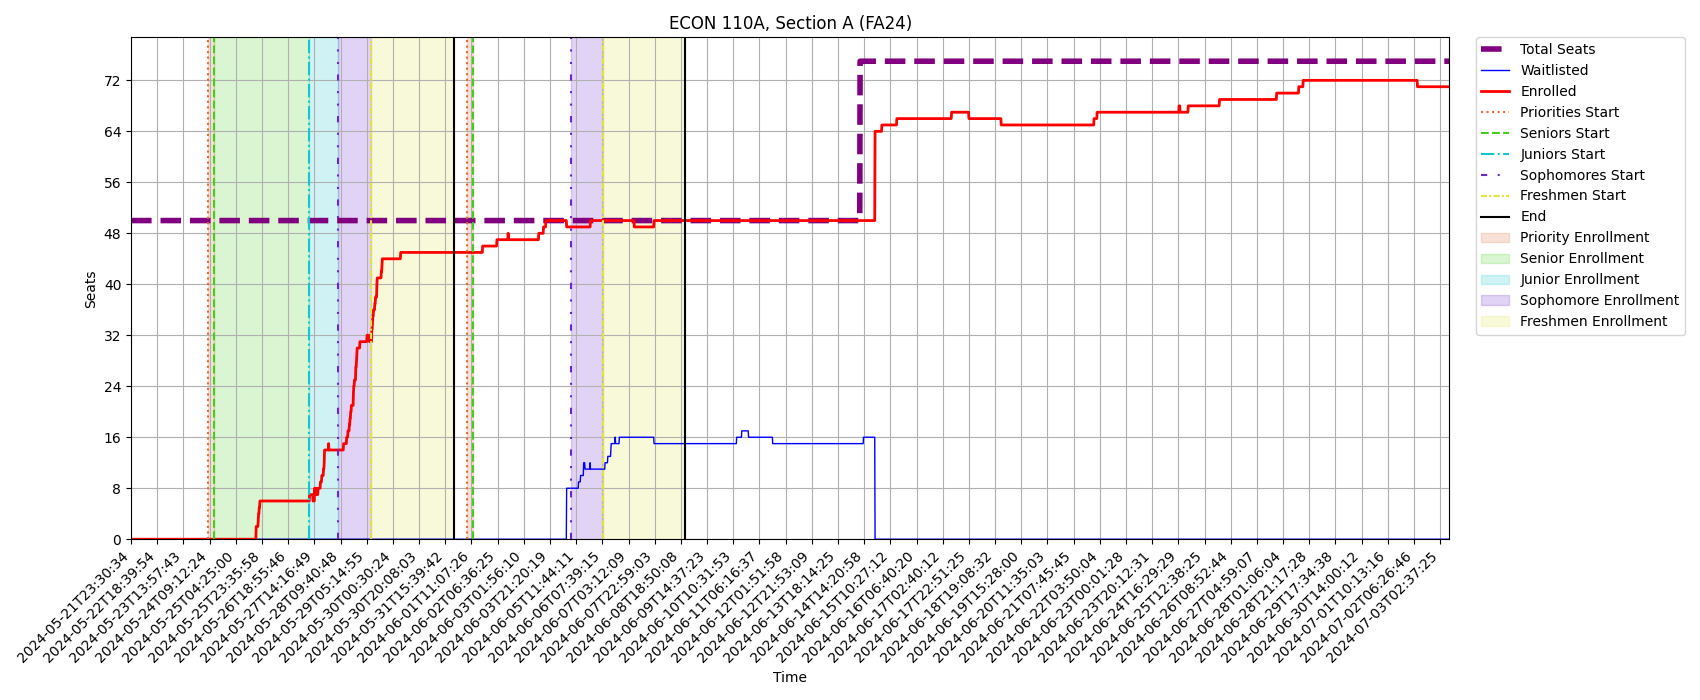 ECON 110A, Section A (FA24)
Seats
72
64
56
48
40
32
24
16
8
0
2024-05-21T23:30:34
2024-05-22T18:39:54
2024-05-23T13:57:43
2024-05-24T09:12:24
2024-05-25T04:25:00
2024-05-25T23:35:58
2024-05-26T18:55:46
2024-05-27T14:16:49
2024-05-28T09:40:48
2024-05-29T05:14:55
2024-05-30T00:30:24
2024-05-30T20:08:03
2024-05-31T15:39:42
2024-06-01T11:07:26
2024-06-02T06:36:25
2024-06-03T01:56:10
2024-06-03T21:20:19
2024-06-05T11:44:11
2024-06-06T07:39:15
2024-06-07T03:12:09
2024-06-07T22:59:03
2024-06-08T18:50:08
2024-06-09T14:37:23
2024-06-10T10:31:53
2024-06-11T06:16:37
2024-06-12T01:51:58
2024-06-12T21:53:09
2024-06-13T18:14:25
2024-06-14T14:20:58
2024-06-15T10:27:12
2024-06-16T06:40:20
2024-06-17T02:40:12
2024-06-17T22:51:25
2024-06-18T19:08:32
2024-06-19T15:28:00
2024-06-20T11:35:03
2024-06-21T07:45:45
2024-06-22T03:50:04
2024-06-23T00:01:28
2024-06-23T20:12:31
2024-06-24T16:29:29
2024-06-25T12:38:25
2024-06-26T08:52:44
2024-06-27T04:59:07
2024-06-28T01:06:04
2024-06-28T21:17:28
2024-06-29T17:34:38
2024-06-30T14:00:12
2024-07-01T10:13:16
2024-07-02T06:26:46
2024-07-03T02:37:25
Time
Total Seats
Waitlisted
Enrolled
Priorities Start
Seniors Start
Juniors Start
Sophomores Start
Freshmen Start
End
Priority Enrollment
Senior Enrollment
Junior Enrollment
Sophomore Enrollment
Freshmen Enrollment